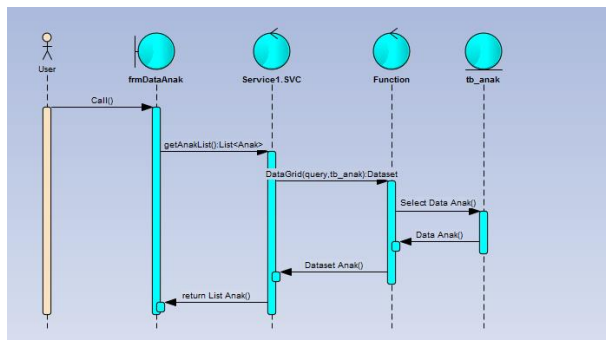 User
frmDataAnak
Service1.SVC
Function
tb_anak
Call()
getAnakList():List<Anak>
DataGrid(query,tb_anak):Dataset
Select Data Anak()
Data Anak()
Dataset Anak()
return List Anak()